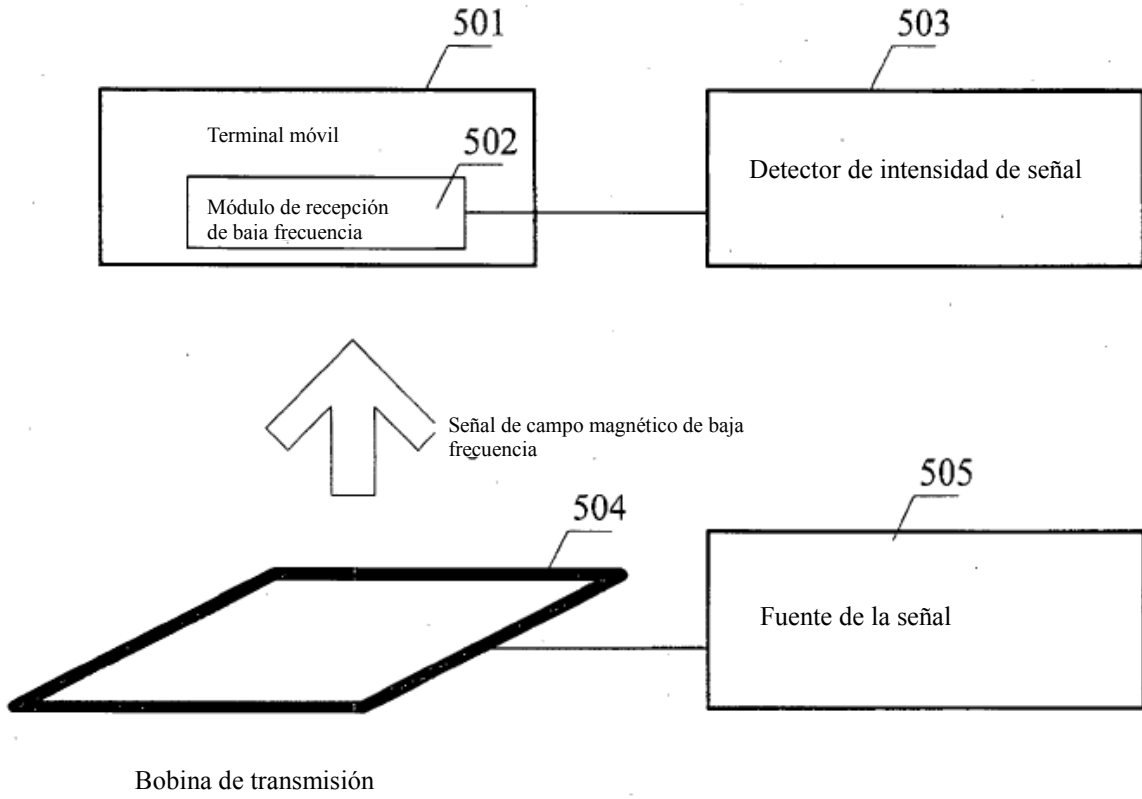 501
503
Terminal móvil
502
Detector de intensidad de señal
Módulo de recepción
de baja frecuencia
Señal de campo magnético de baja
frecuencia
505
504
Fuente de la señal
Bobina de transmisión